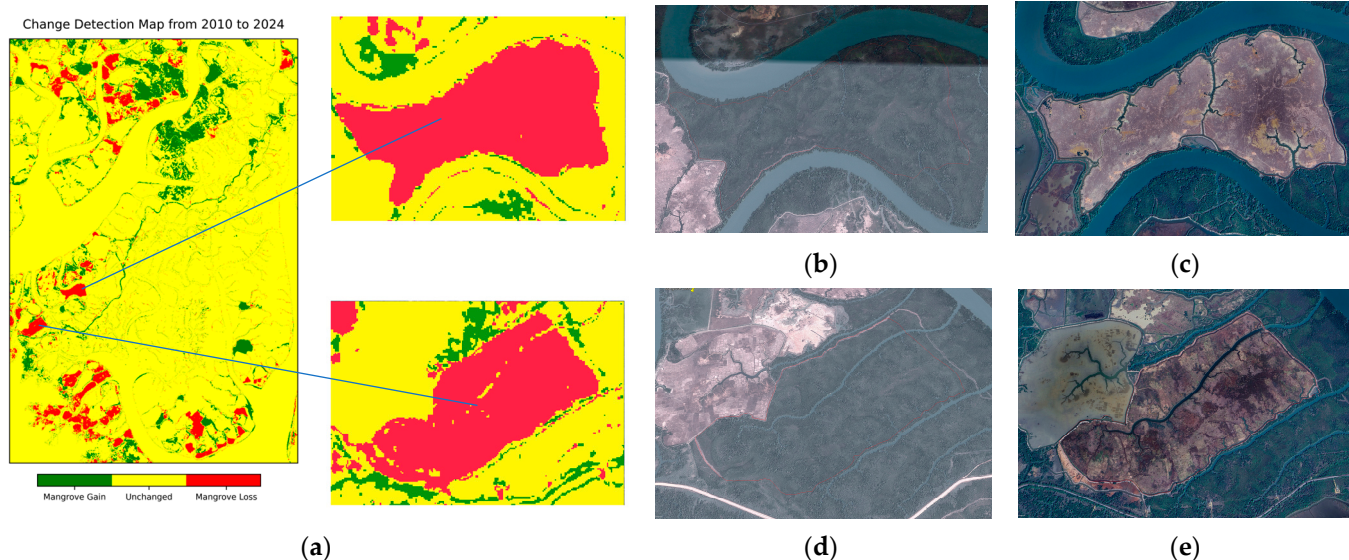 Change Detection Map from 2010 to 2024
Mangrove Gain
Unchanged
Mangrove Loss
(a)
(b)
(c)
(d)
(e)